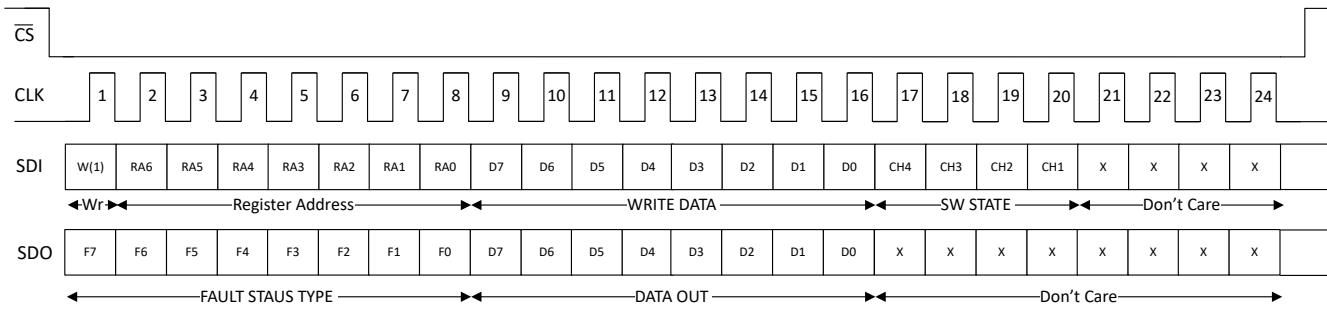 CS
CLK 1 2 3 4 5 6 7 8 9 10 11 12 13 14 15 16 17 18 19 20 21 22 23 24
SDI W(1) RA6 RA5 RA4 RA3 RA2 RA1 RA0 D7 D6 D5 D4 D3 D2 D1 D0 CH4 CH3 CH2 CH1 X X X X
Wr Register Address WRITE DATA SW STATE Don't Care
SDO F7 F6 F5 F4 F3 F2 F1 F0 D7 D6 D5 D4 D3 D2 D1 D0 X X X X X X X X
FAULT STAUS TYPE DATA OUT Don't Care